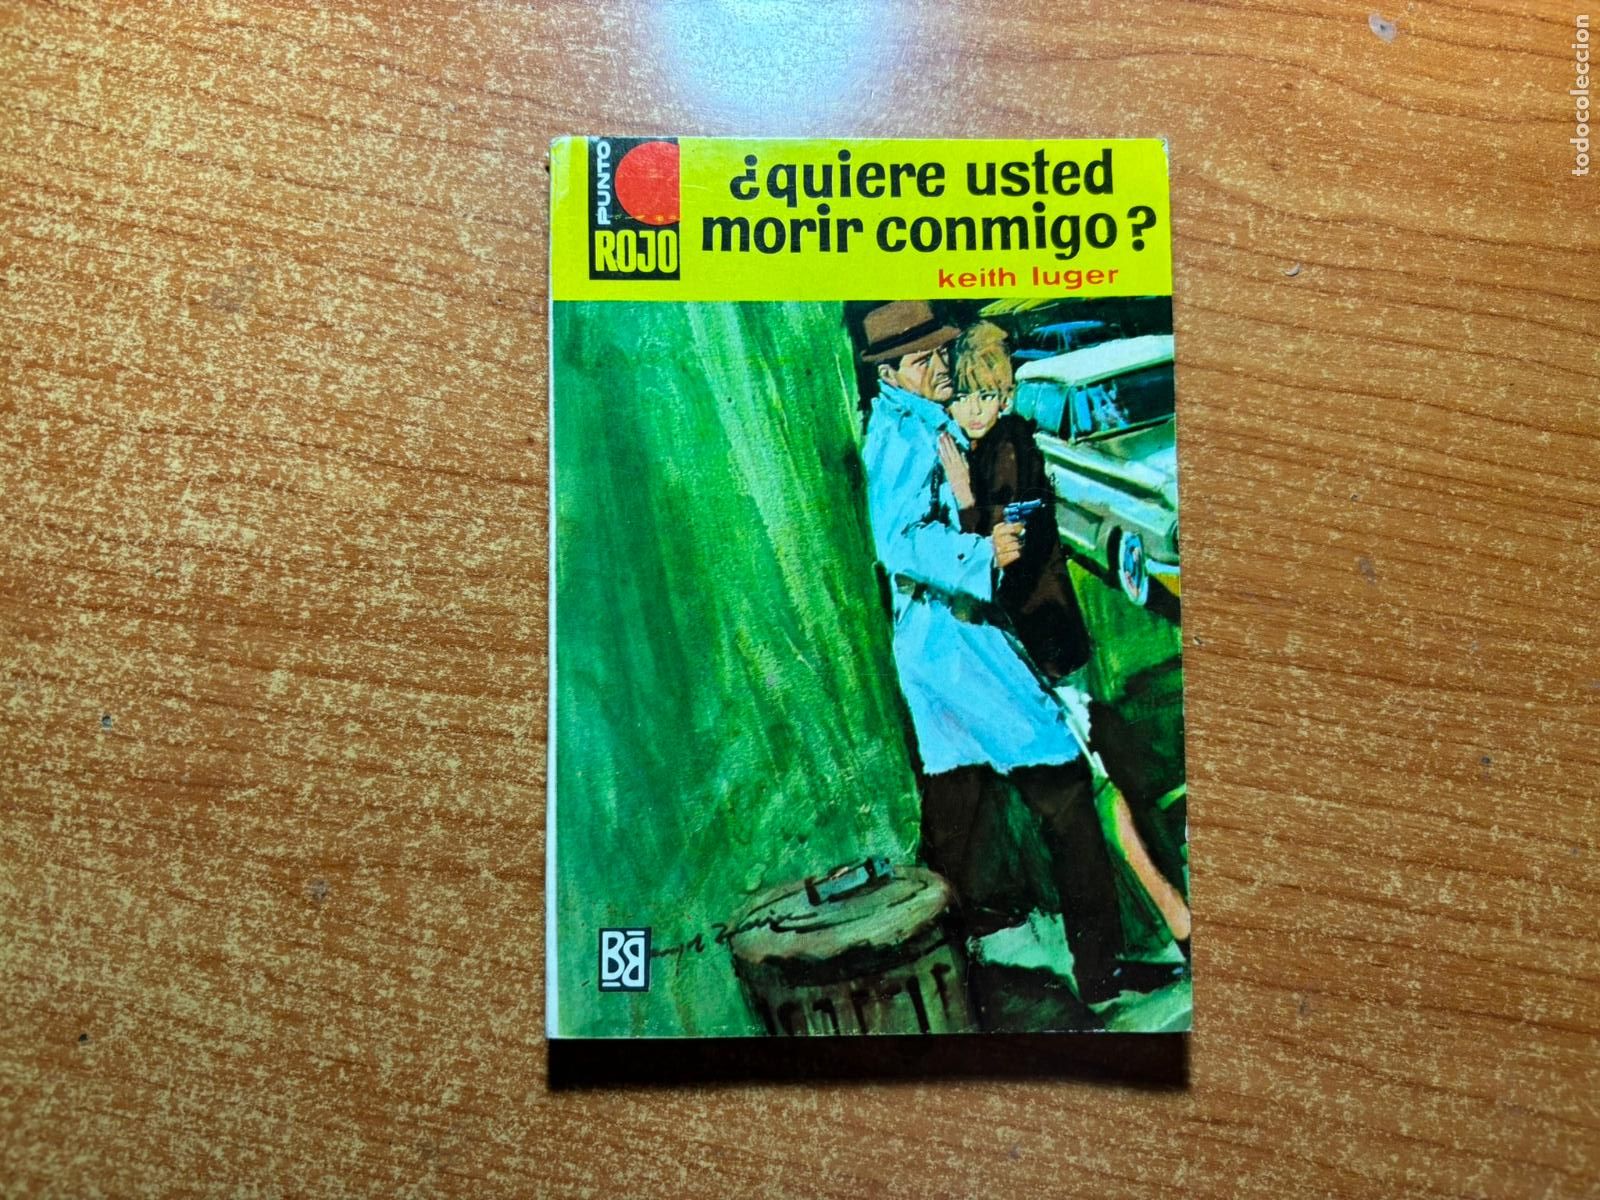 PUNTO
ROJO
¿quiere usted
morir conmigo?
keith luger
BB
todocoleccion